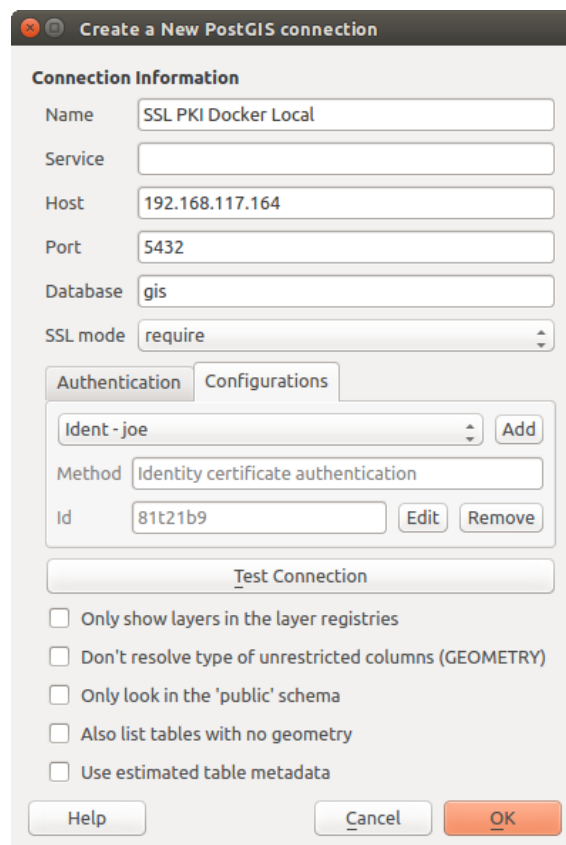 Create a New PostGIS connection
Connection Information
Name SSL PKI Docker Local
Service
Host 192.168.117.164
Port 5432
Database gis
SSL mode require
Authentication Configurations
Ident - joe Add
Method Identity certificate authentication
Id 81t21b9 Edit Remove
Test Connection
Only show layers in the layer registries
Don't resolve type of unrestricted columns (GEOMETRY)
Only look in the 'public' schema
Also list tables with no geometry
Use estimated table metadata
Help Cancel OK